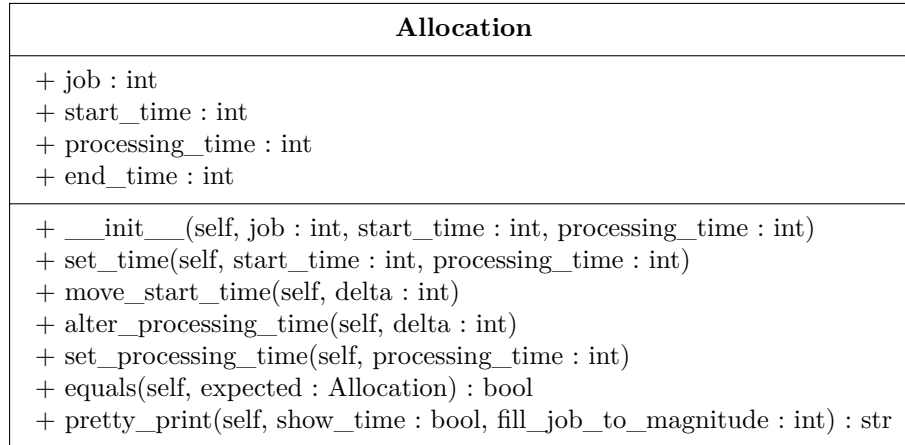 Allocation
+ job : int
+ start_time : int
+ processing_time : int
+ end_time : int
+ __init__(self, job : int, start_time : int, processing_time : int)
+ set_time(self, start_time : int, processing_time : int)
+ move_start_time(self, delta : int)
+ alter_processing_time(self, delta : int)
+ set_processing_time(self, processing_time : int)
+ equals(self, expected : Allocation) : bool
+ pretty_print(self, show_time : bool, fill_job_to_magnitude : int) : str